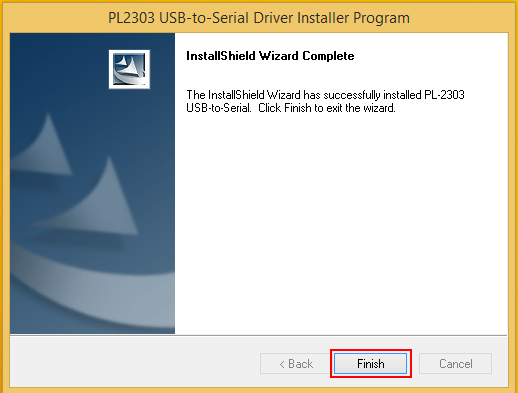 PL2303 USB-to-Serial Driver Installer Program
InstallShield Wizard Complete
The InstallShield Wizard has successfully installed PL-2303
USB-to-Serial. Click Finish to exit the wizard.
< Back Finish Cancel